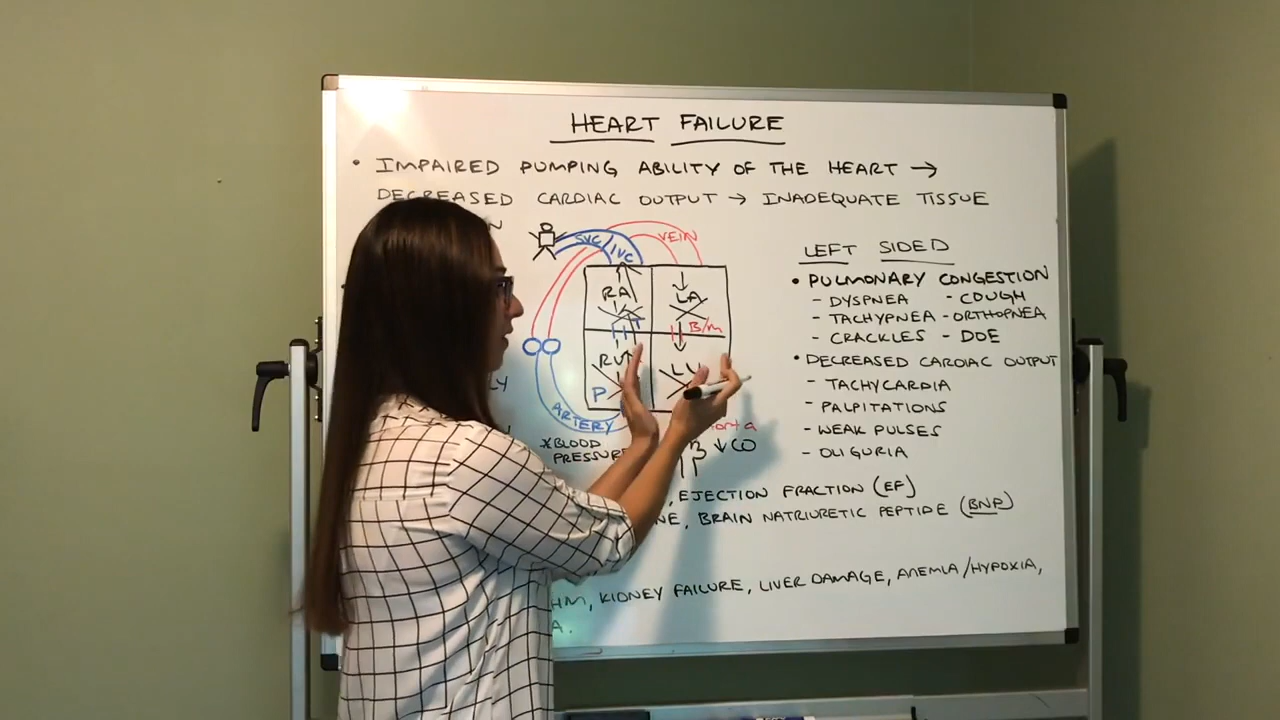 HEART FAILURE
• IMPAIRED PUMPING ABILITY OF THE HEART →
DECREASED CARDIAC OUTPUT → INADEQUATE TISSUE
SVC
IVC
VEIN
RA
LA
T
B/M
RV
LV
P
ARTERY
*BLOOD
PRESSURE
↓CO
LEFT SIDED
• PULMONARY CONGESTION
- DYSPNEA - COUGH
- TACHYPNEA - ORTHOPNEA
- CRACKLES - DOE
• DECREASED CARDIAC OUTPUT
- TACHYCARDIA
- PALPITATIONS
- WEAK PULSES
- OLIGURIA
, EJECTION FRACTION (EF)
NE, BRAIN NATRIURETIC PEPTIDE (BNP)
HM, KIDNEY FAILURE, LIVER DAMAGE, ANEMIA/HYPOXIA,
A.